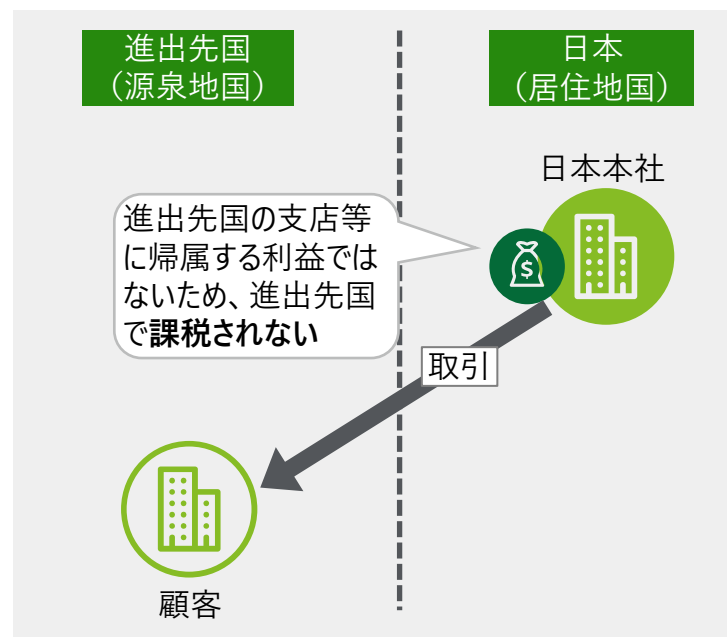 進出先国
（源泉地国）
日本
（居住地国）
日本本社
進出先国の支店等
に帰属する利益では
ないため、進出先国
で課税されない
$
取引
顧客